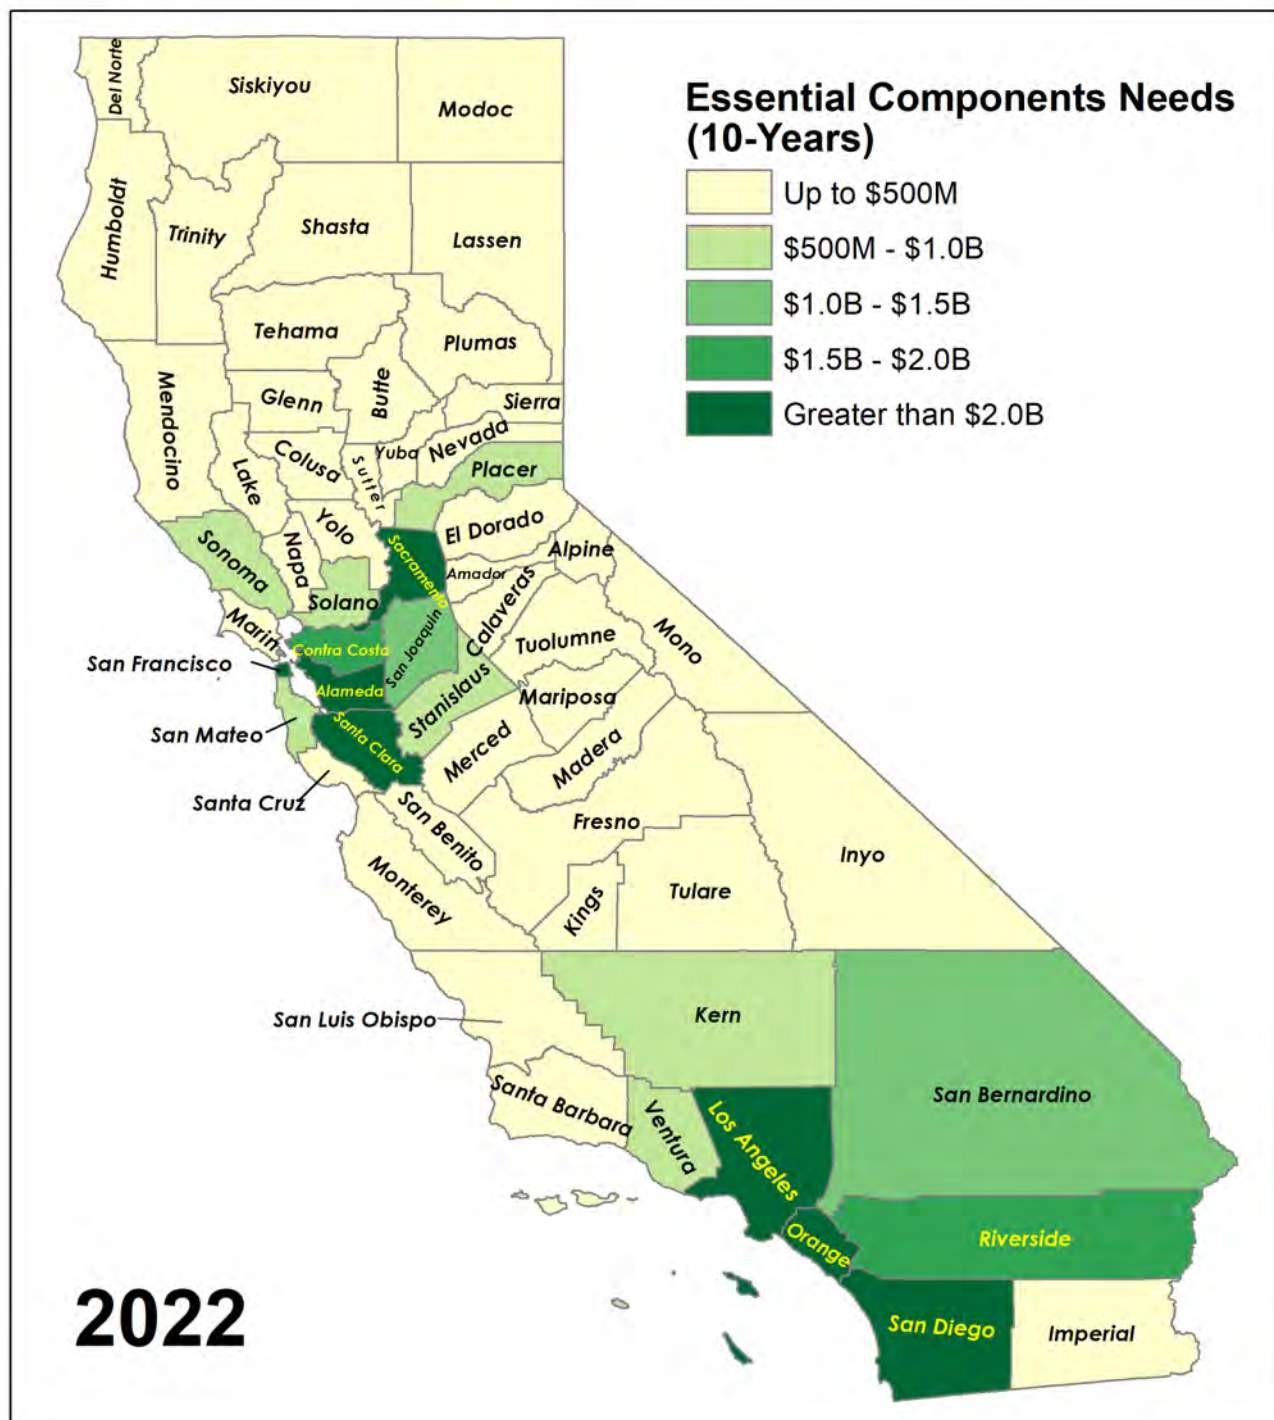 Essential Components Needs
(10-Years)
Up to $500M
$500M - $1.0B
$1.0B - $1.5B
$1.5B - $2.0B
Greater than $2.0B
Del Norte
Siskiyou
Modoc
Humboldt
Trinity
Shasta
Lassen
Tehama
Plumas
Mendocino
Glenn
Butte
Sierra
Lake
Colusa
Sutter
Yuba
Nevada
Placer
Sonoma
Napa
Yolo
Sacramento
El Dorado
Alpine
Amador
Solano
Calaveras
Marin
Contra Costa
San Joaquin
Tuolumne
Mono
San Francisco
Alameda
Stanislaus
Mariposa
San Mateo
Santa Clara
Merced
Madera
Santa Cruz
San Benito
Fresno
Inyo
Monterey
Kings
Tulare
San Luis Obispo
Kern
San Bernardino
Santa Barbara
Ventura
Los Angeles
Orange
Riverside
San Diego
Imperial
2022